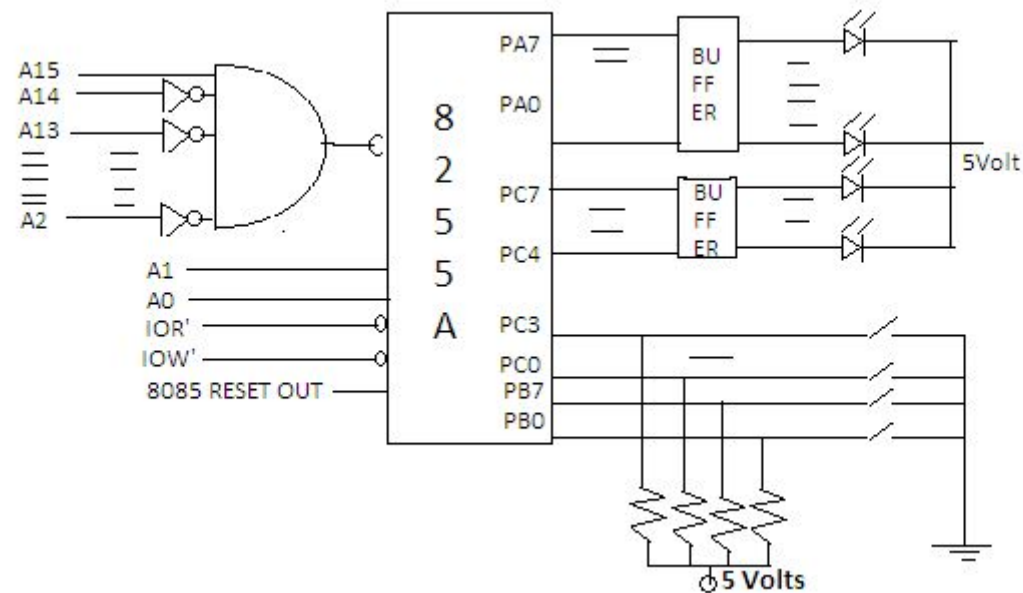 A15
A14
A13
A2
A1
A0
IOR'
IOW'
8085 RESET OUT
8
2
5
5
A
PA7
PA0
PC7
PC4
PC3
PC0
PB7
PB0
BU
FF
ER
BU
FF
ER
5Volt
5 Volts